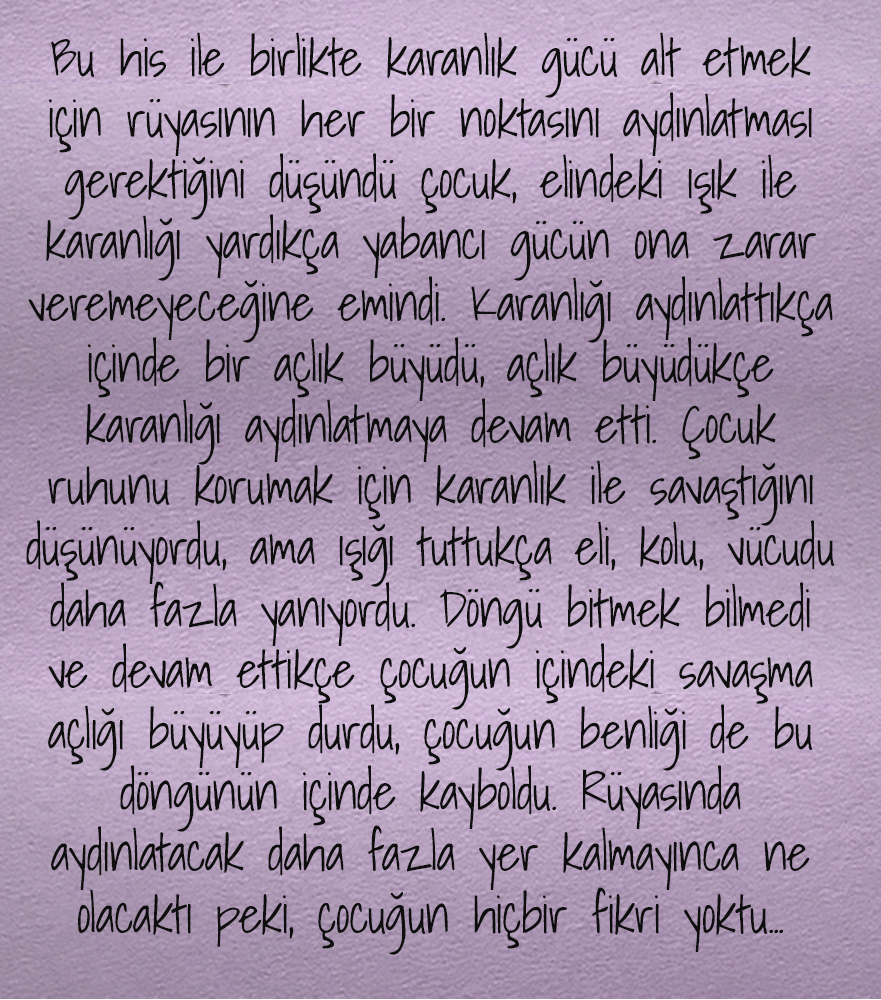 Bu his ile birlikte karanlık gücü alt etmek
için rüyasının her bir noktasını aydınlatması
gerektiğini düşündü çocuk, elindeki ışık ile
karanlığı yardıkça yabancı gücün ona zarar
veremeyeceğine emindi. Karanlığı aydınlattıkça
içinde bir açlık büyüdü, açlık büyüdükçe
karanlığı aydınlatmaya devam etti. Çocuk
ruhunu korumak için karanlık ile savaştığını
düşünüyordu, ama ışığı tuttukça eli, kolu, vücudu
daha fazla yanıyordu. Döngü bitmek bilmedi
ve devam ettikçe çocuğun içindeki savaşma
açlığı büyüyüp durdu, çocuğun benliği de bu
döngünün içinde kayboldu. Rüyasında
aydınlatacak daha fazla yer kalmayınca ne
olacaktı peki, çocuğun hiçbir fikri yoktu...